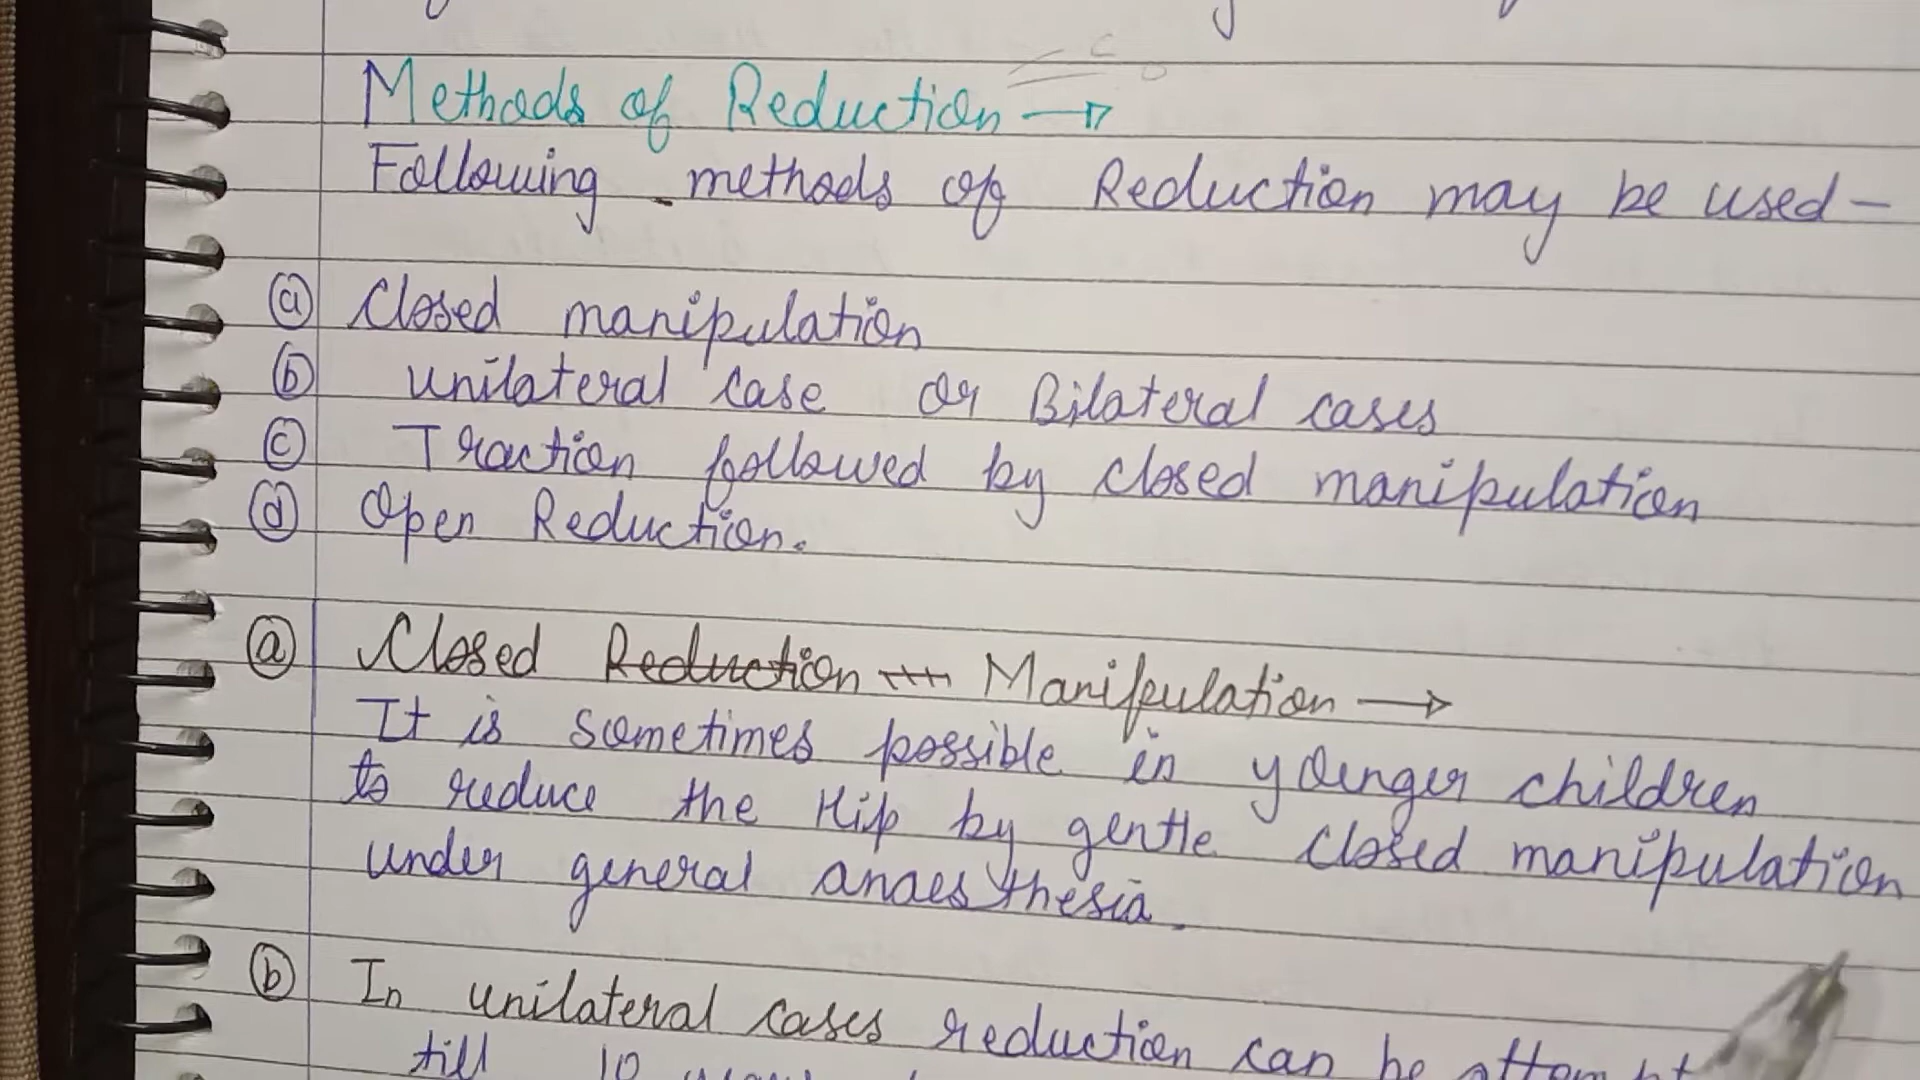 Methods of Reduction →
Following methods of Reduction may be used -
ⓐ Closed manipulation
ⓑ unilateral case or Bilateral cases
ⓒ Traction followed by closed manipulation
ⓓ Open Reduction.
ⓐ Closed Reduction Manipulation →
It is sometimes possible in younger children
to reduce the Hip by gentle closed manipulation
under general anaesthesia.
ⓑ In unilateral cases reduction can be
till 10